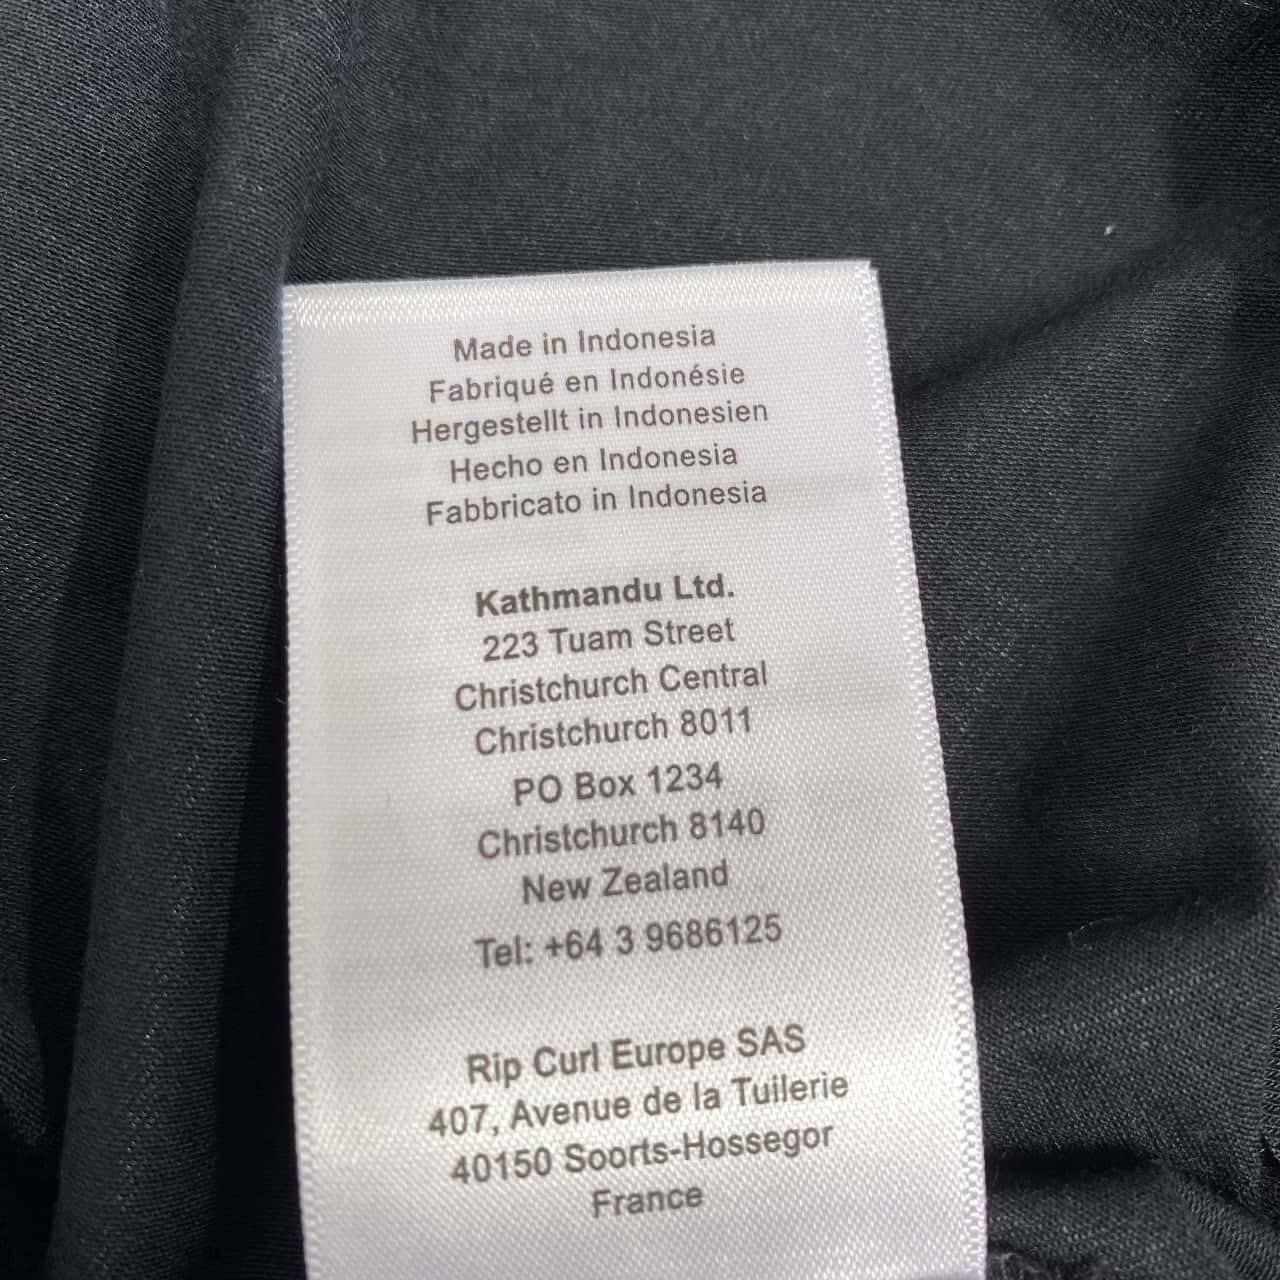 Made in Indonesia
Fabriqué en Indonésie
Hergestellt in Indonesien
Hecho en Indonesia
Fabbricato in Indonesia
Kathmandu Ltd.
223 Tuam Street
Christchurch Central
Christchurch 8011
PO Box 1234
Christchurch 8140
New Zealand
Tel: +64 3 9686125
Rip Curl Europe SAS
407, Avenue de la Tuilerie
40150 Soorts-Hossegor
France